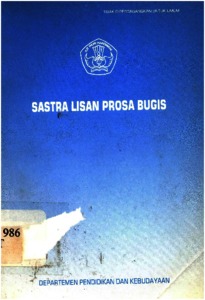 SASTRA LISAN PROSA BUGIS
986
DEPARTEMEN PENDIDIKAN DAN KEBUDAYAAN